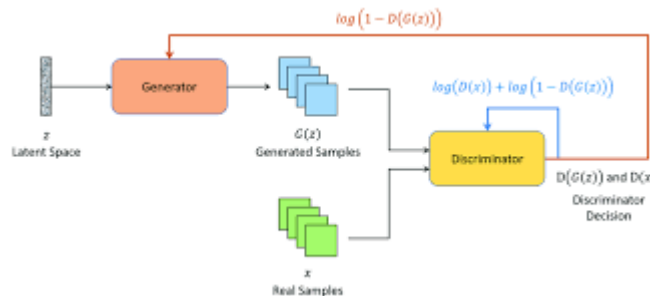 log(1 − D(G(z))
log(D(x)) + log(1 − D(G(z))
Generator
z
Latent Space
G(z)
Generated Samples
Discriminator
D(G(z)) and D(x
Discriminator
Decision
x
Real Samples